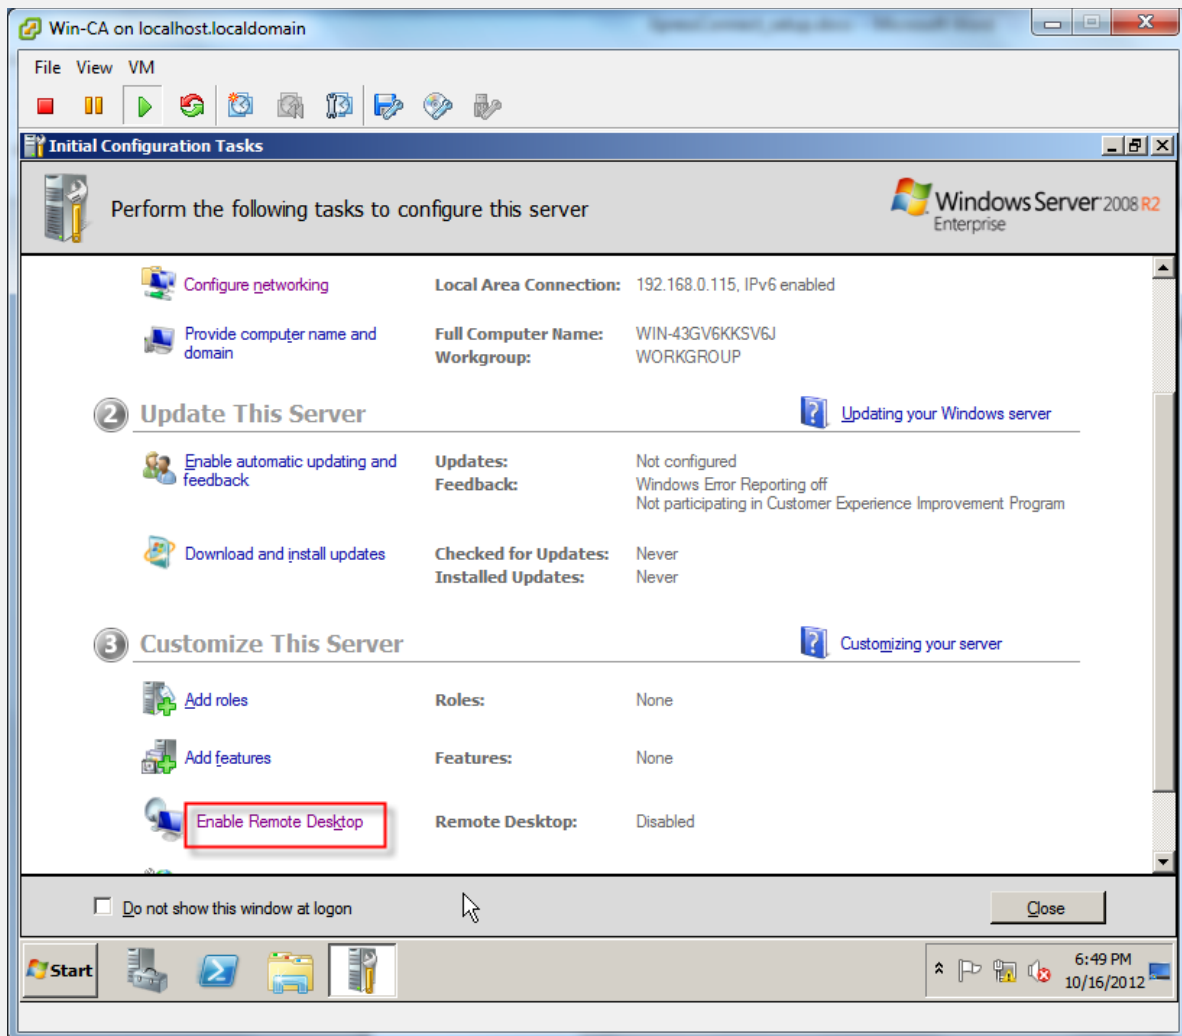 Win-CA on localhost.localdomain
File View VM
Initial Configuration Tasks
Perform the following tasks to configure this server
Windows Server 2008 R2
Enterprise
Configure networking Local Area Connection: 192.168.0.115, IPv6 enabled
Provide computer name and Full Computer Name: WIN-43GV6KKSV6J
domain Workgroup: WORKGROUP
2 Update This Server Updating your Windows server
Enable automatic updating and Updates: Not configured
feedback Feedback: Windows Error Reporting off
Not participating in Customer Experience Improvement Program
Download and install updates Checked for Updates: Never
Installed Updates: Never
3 Customize This Server Customizing your server
Add roles Roles: None
Add features Features: None
Enable Remote Desktop Remote Desktop: Disabled
Do not show this window at logon Close
Start 6:49 PM
10/16/2012